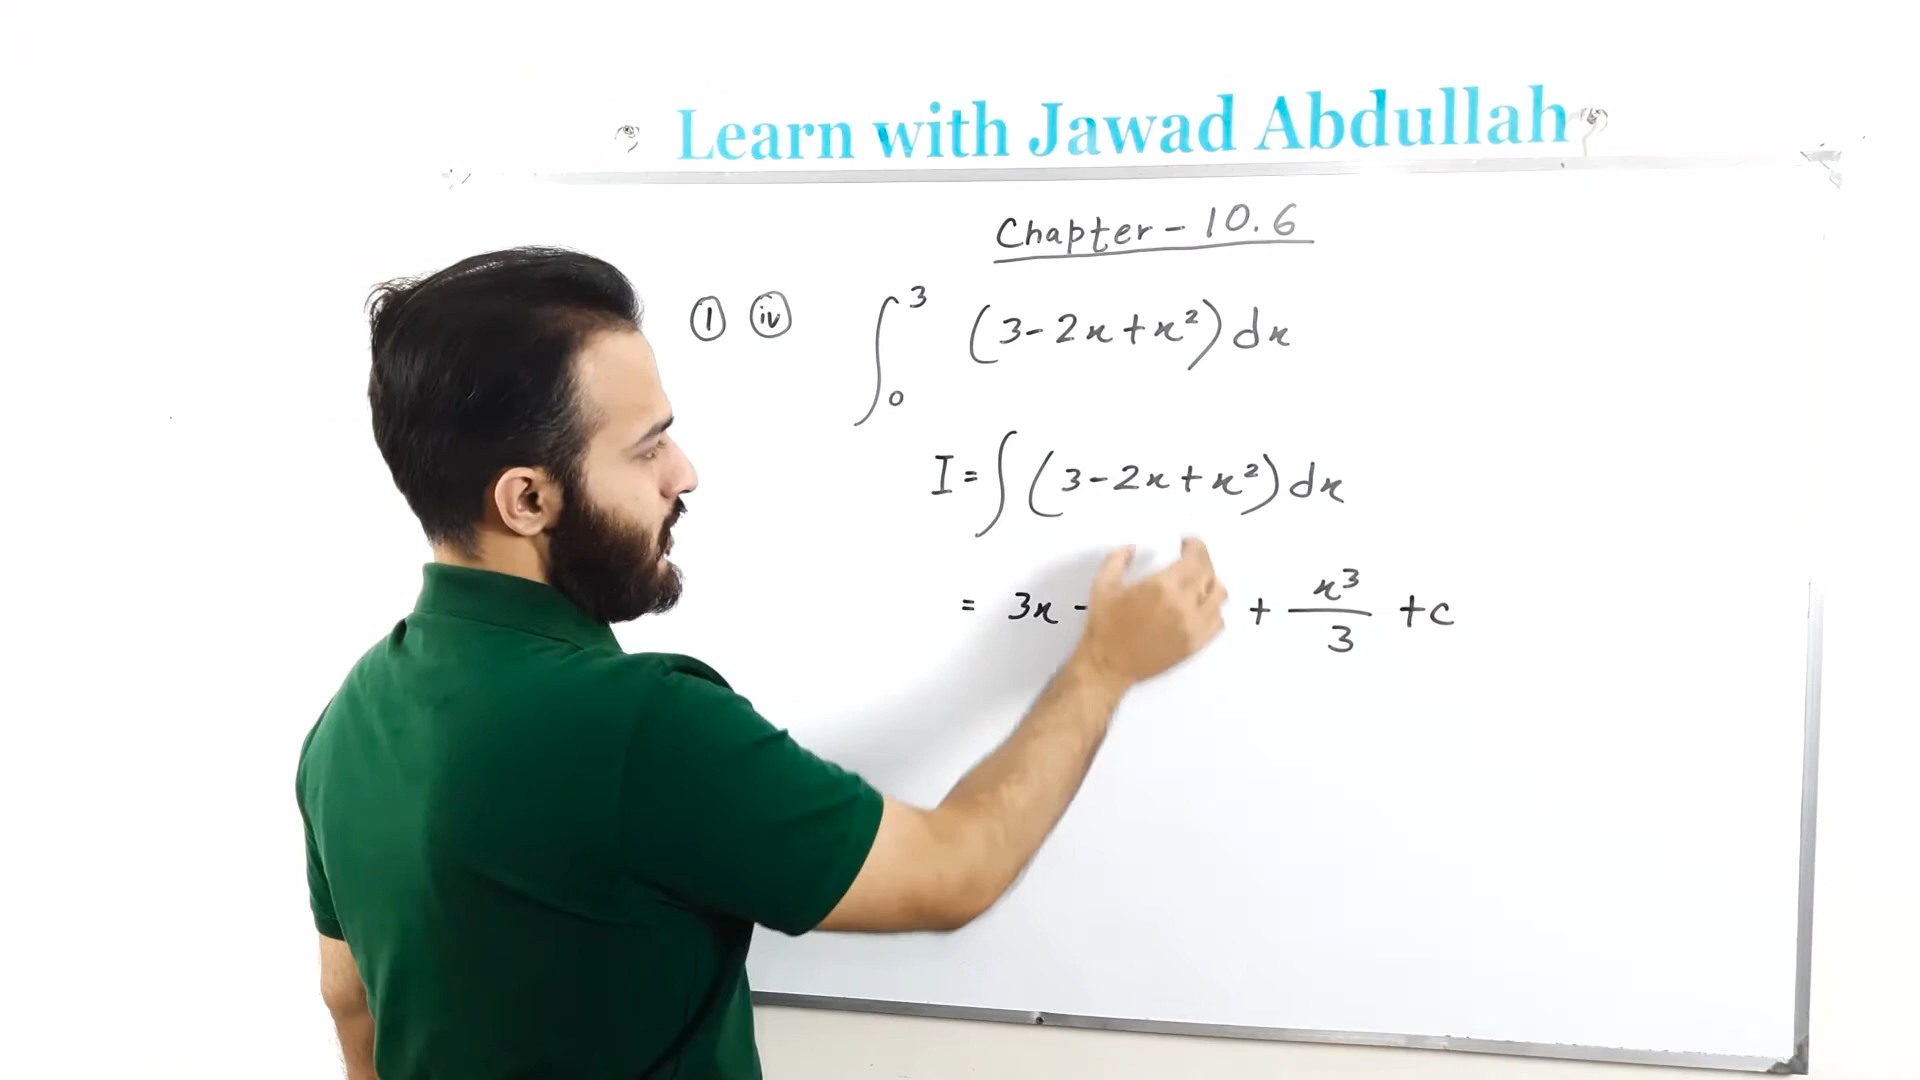 Learn with Jawad Abdullah
Chapter - 10.6
① ⓘⓥ ∫₀³ (3-2x+x²)dx
I = ∫ (3-2x+x²)dx
= 3x - + x³/3 + c